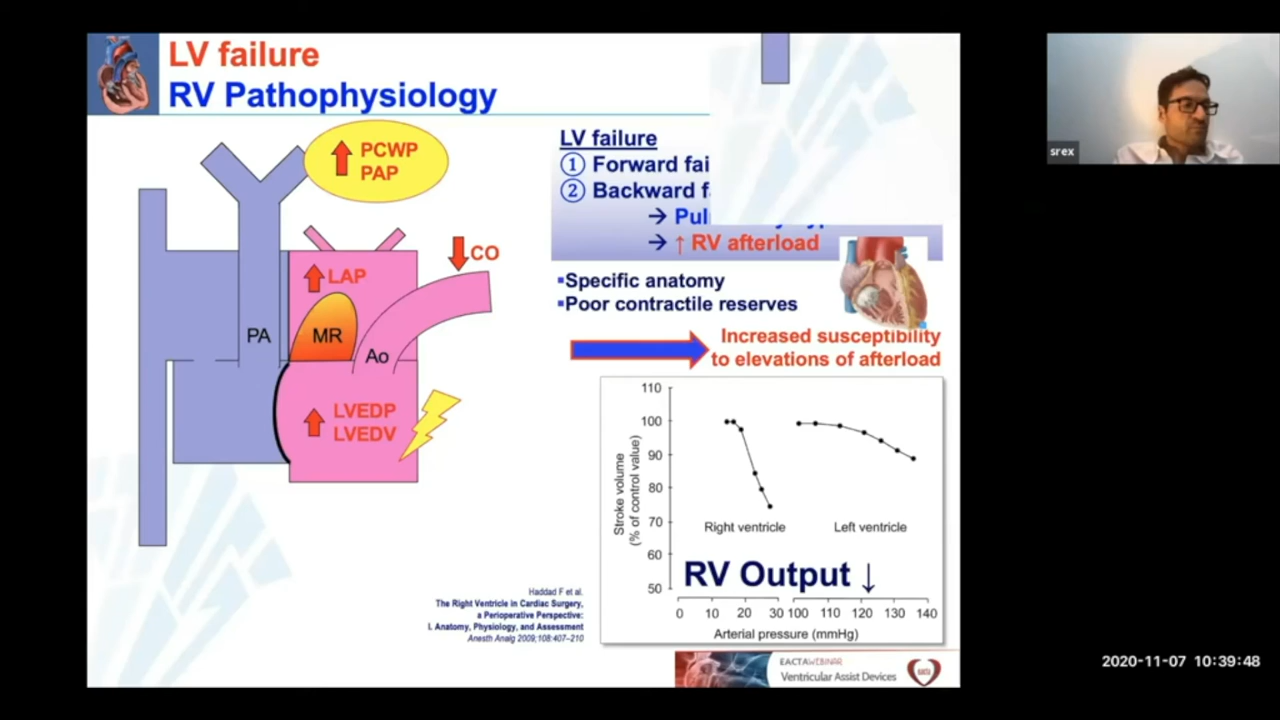 LV failure
RV Pathophysiology
PCWP
PAP
CO
LAP
PA
MR
Ao
LVEDP
LVEDV
LV failure
① Forward fai
② Backward f
→ Pul
→ ↑ RV afterload
▪Specific anatomy
▪Poor contractile reserves
Increased susceptibility
to elevations of afterload
110
100
90
80
70
60
50
Stroke volume
(% of control value)
Right ventricle
Left ventricle
RV Output ↓
0 10 20 30 100 110 120 130 140
Arterial pressure (mmHg)
Haddad F et al.
The Right Ventricle in Cardiac Surgery,
a Perioperative Perspective:
I. Anatomy, Physiology, and Assessment
Anesth Analg 2009;108:407–210
EACTAWEBINAR
Ventricular Assist Devices
EACTA
srex
2020-11-07 10:39:48